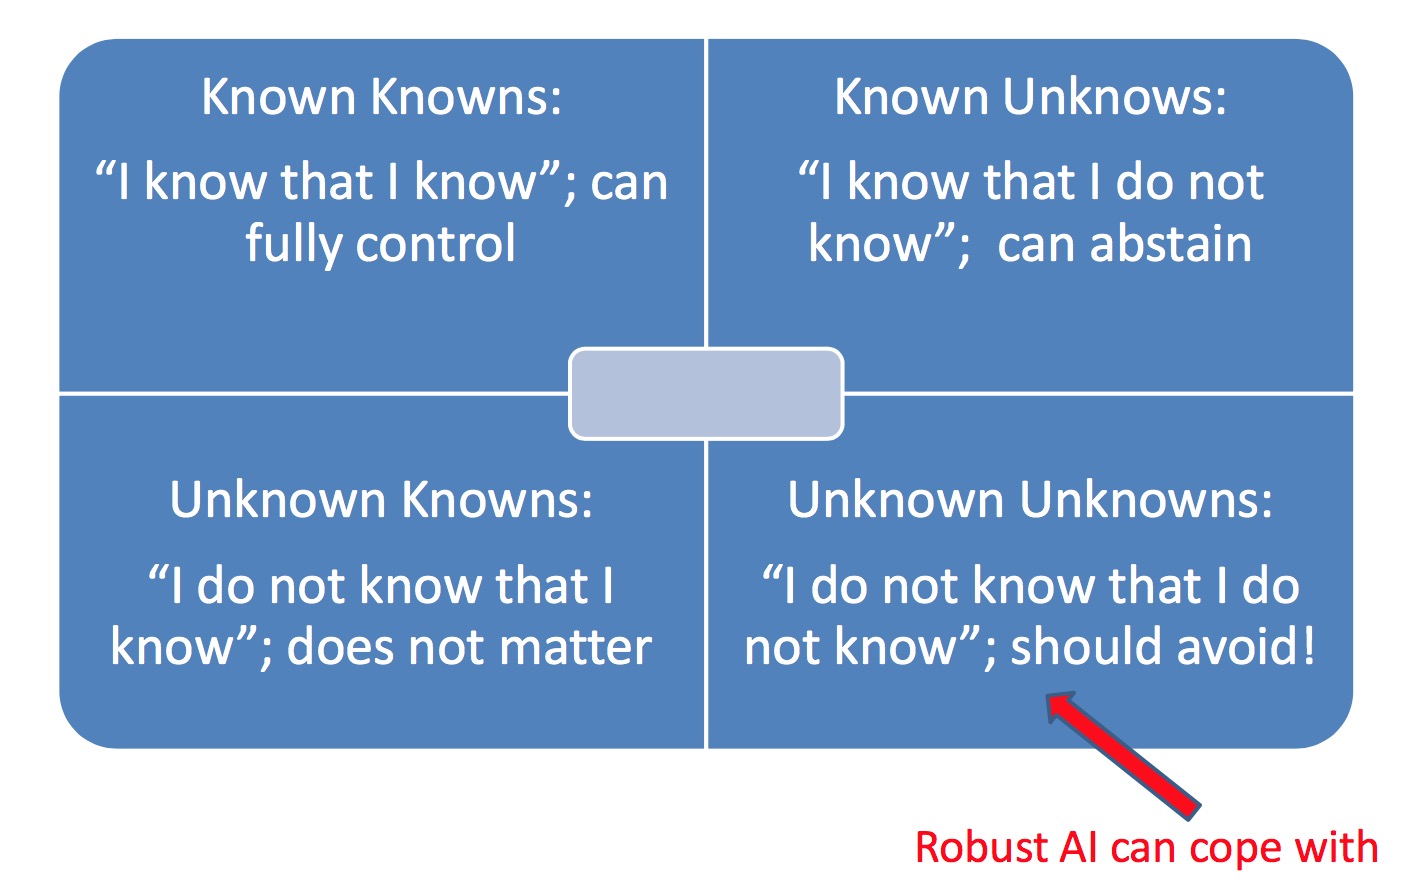 Known Knowns:
“I know that I know”; can
fully control
Known Unknows:
“I know that I do not
know”;  can abstain
Unknown Knowns:
“I do not know that I
know”; does not matter
Unknown Unknowns:
“I do not know that I do
not know”; should avoid!
Robust AI can cope with